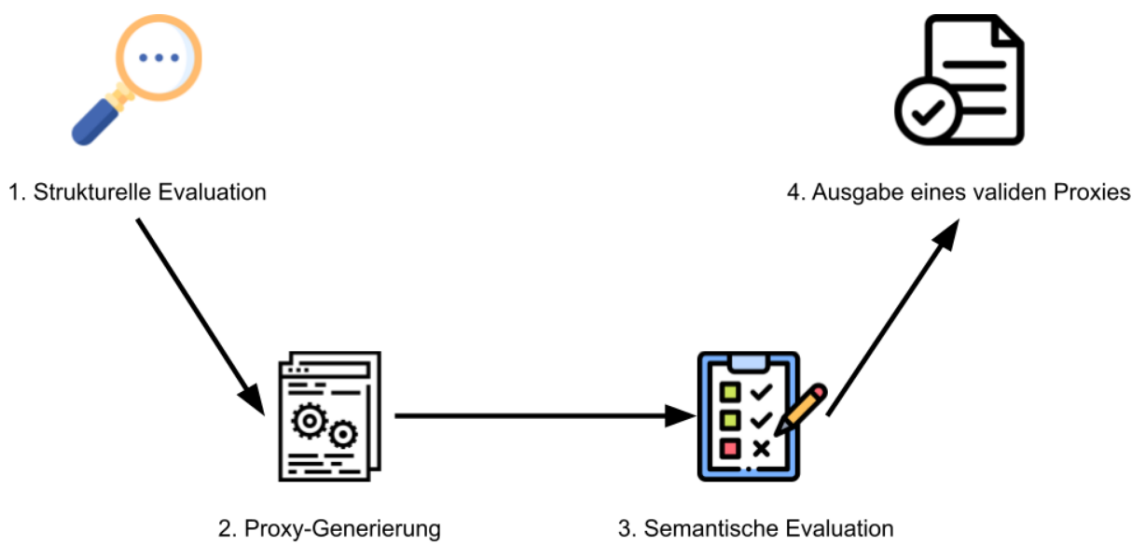 1. Strukturelle Evaluation
4. Ausgabe eines validen Proxies
2. Proxy-Generierung
3. Semantische Evaluation